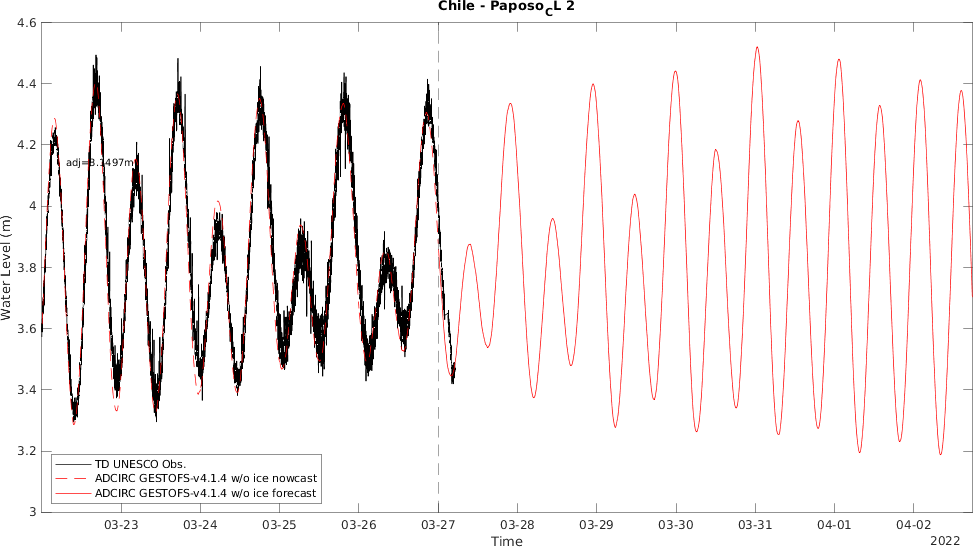 Chile - Paposo_CL 2
4.6
4.4
4.2
4
3.8
3.6
3.4
3.2
3
Water Level (m)
adj=3.1497m
TD UNESCO Obs.
ADCIRC GESTOFS-v4.1.4 w/o ice nowcast
ADCIRC GESTOFS-v4.1.4 w/o ice forecast
03-23 03-24 03-25 03-26 03-27 03-28 03-29 03-30 03-31 04-01 04-02
Time
2022